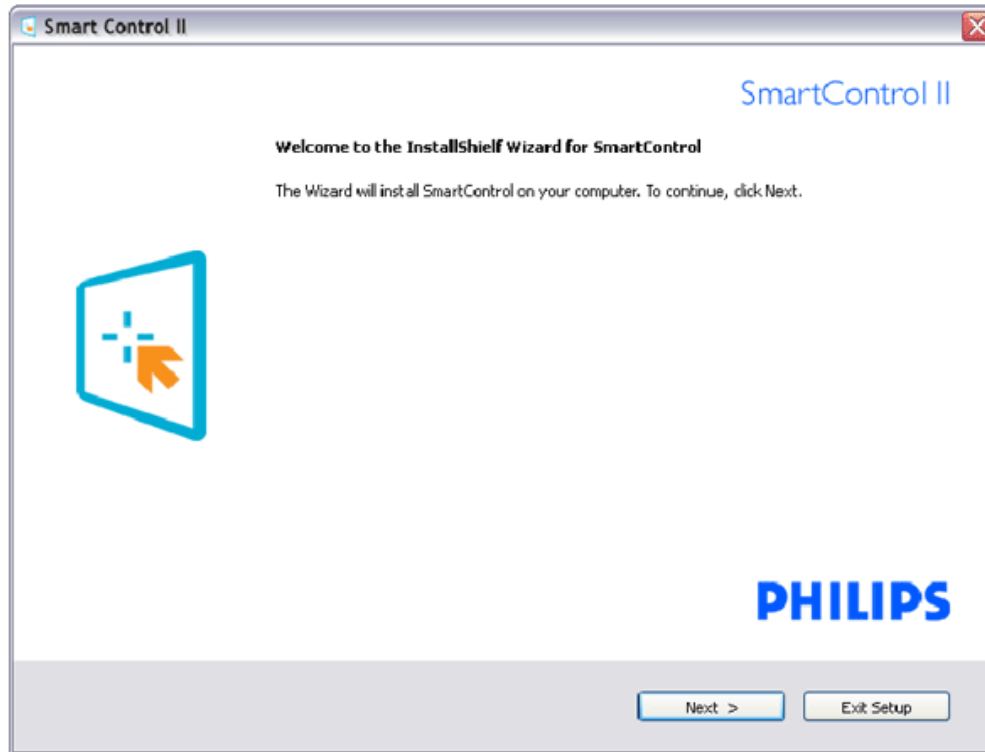 Smart Control II
SmartControl II
Welcome to the InstallShield Wizard for SmartControl
The Wizard will install SmartControl on your computer. To continue, click Next.
PHILIPS
Next >
Exit Setup